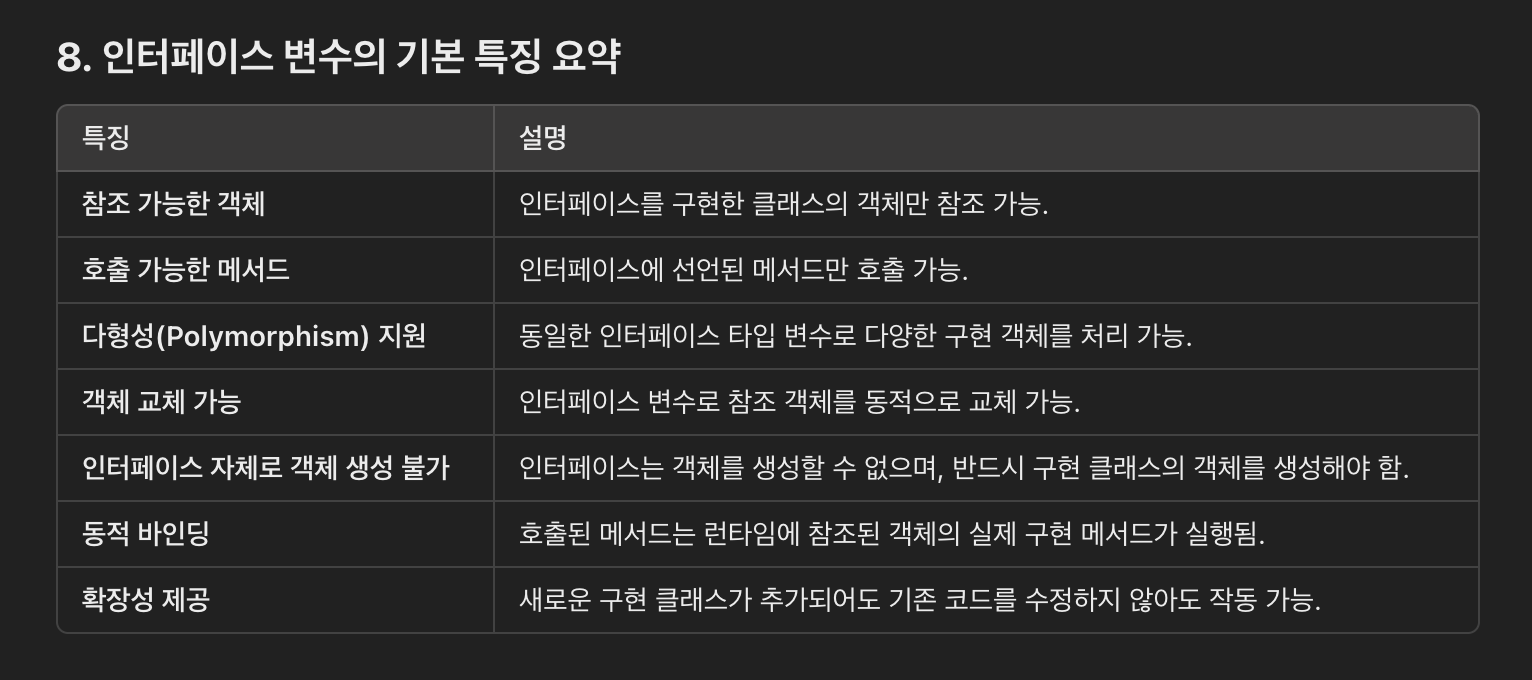 8. 인터페이스 변수의 기본 특징 요약
특징 설명
참조 가능한 객체 인터페이스를 구현한 클래스의 객체만 참조 가능.
호출 가능한 메서드 인터페이스에 선언된 메서드만 호출 가능.
다형성(Polymorphism) 지원 동일한 인터페이스 타입 변수로 다양한 구현 객체를 처리 가능.
객체 교체 가능 인터페이스 변수로 참조 객체를 동적으로 교체 가능.
인터페이스 자체로 객체 생성 불가 인터페이스는 객체를 생성할 수 없으며, 반드시 구현 클래스의 객체를 생성해야 함.
동적 바인딩 호출된 메서드는 런타임에 참조된 객체의 실제 구현 메서드가 실행됨.
확장성 제공 새로운 구현 클래스가 추가되어도 기존 코드를 수정하지 않아도 작동 가능.